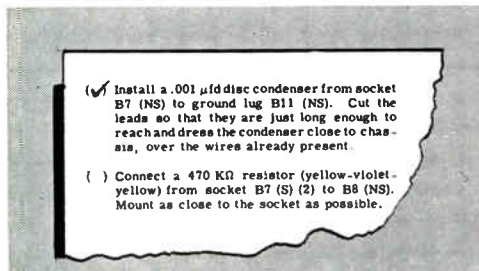 (✓) Install a .001 μfd disc condenser from socket
B7 (NS) to ground lug B11 (NS). Cut the
leads so that they are just long enough to
reach and dress the condenser close to chas-
sis, over the wires already present.
( ) Connect a 470 KΩ resistor (yellow-violet-
yellow) from socket B7 (S) (2) to B8 (NS).
Mount as close to the socket as possible.